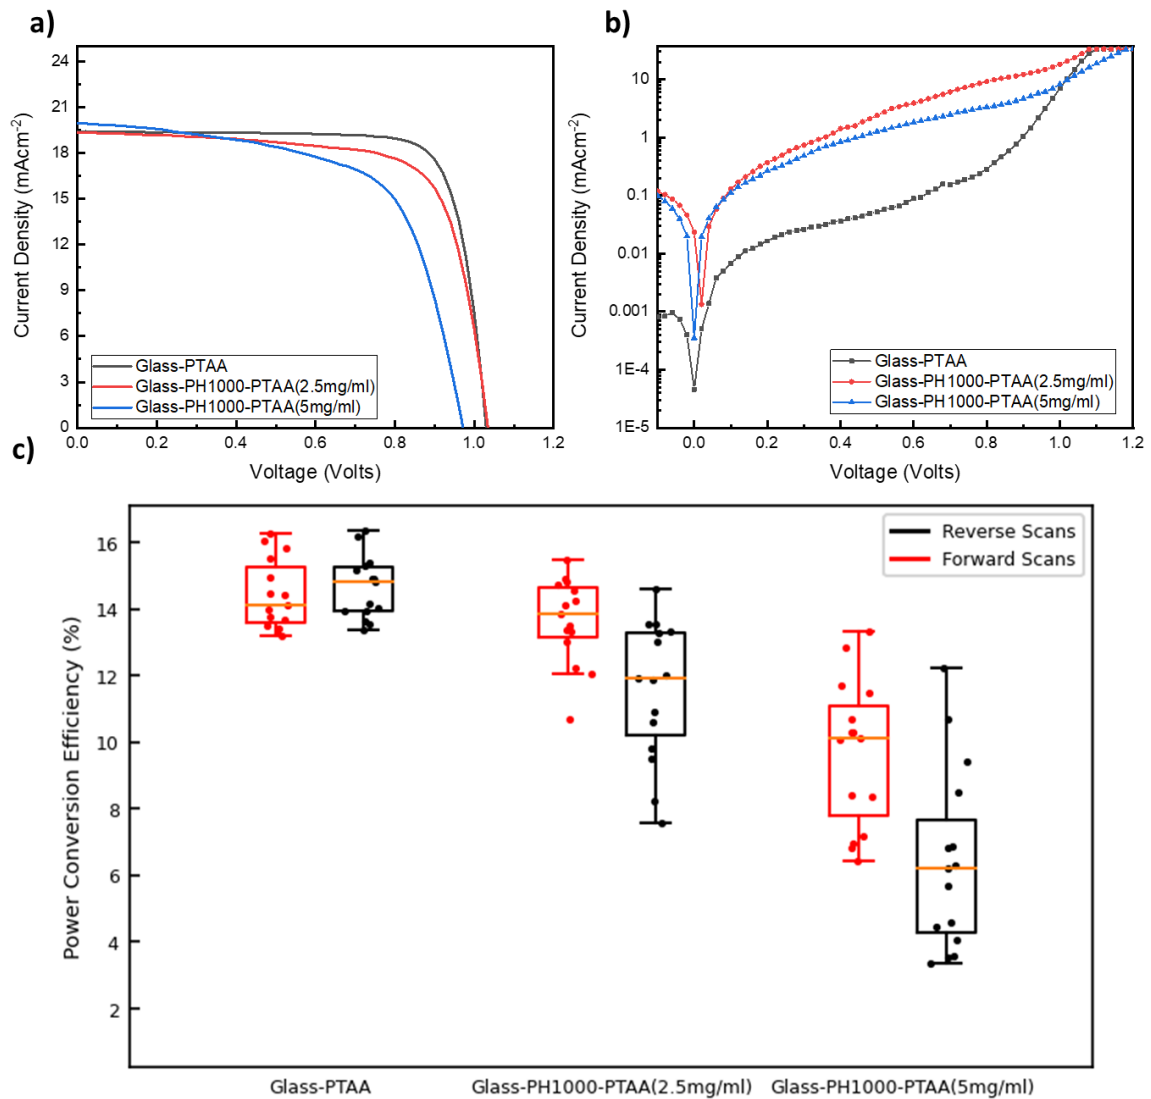 a)
24
21
18
15
12
9
6
3
0
Current Density (mAcm-2)
Glass-PTAA
Glass-PH1000-PTAA(2.5mg/ml)
Glass-PH1000-PTAA(5mg/ml)
0.0 0.2 0.4 0.6 0.8 1.0 1.2
Voltage (Volts)
b)
10
1
0.1
0.01
0.001
1E-4
1E-5
Current Density (mAcm-2)
Glass-PTAA
Glass-PH1000-PTAA(2.5mg/ml)
Glass-PH1000-PTAA(5mg/ml)
0.0 0.2 0.4 0.6 0.8 1.0 1.2
Voltage (Volts)
c)
Reverse Scans
Forward Scans
16
14
12
10
8
6
4
2
Power Conversion Efficiency (%)
Glass-PTAA Glass-PH1000-PTAA(2.5mg/ml) Glass-PH1000-PTAA(5mg/ml)